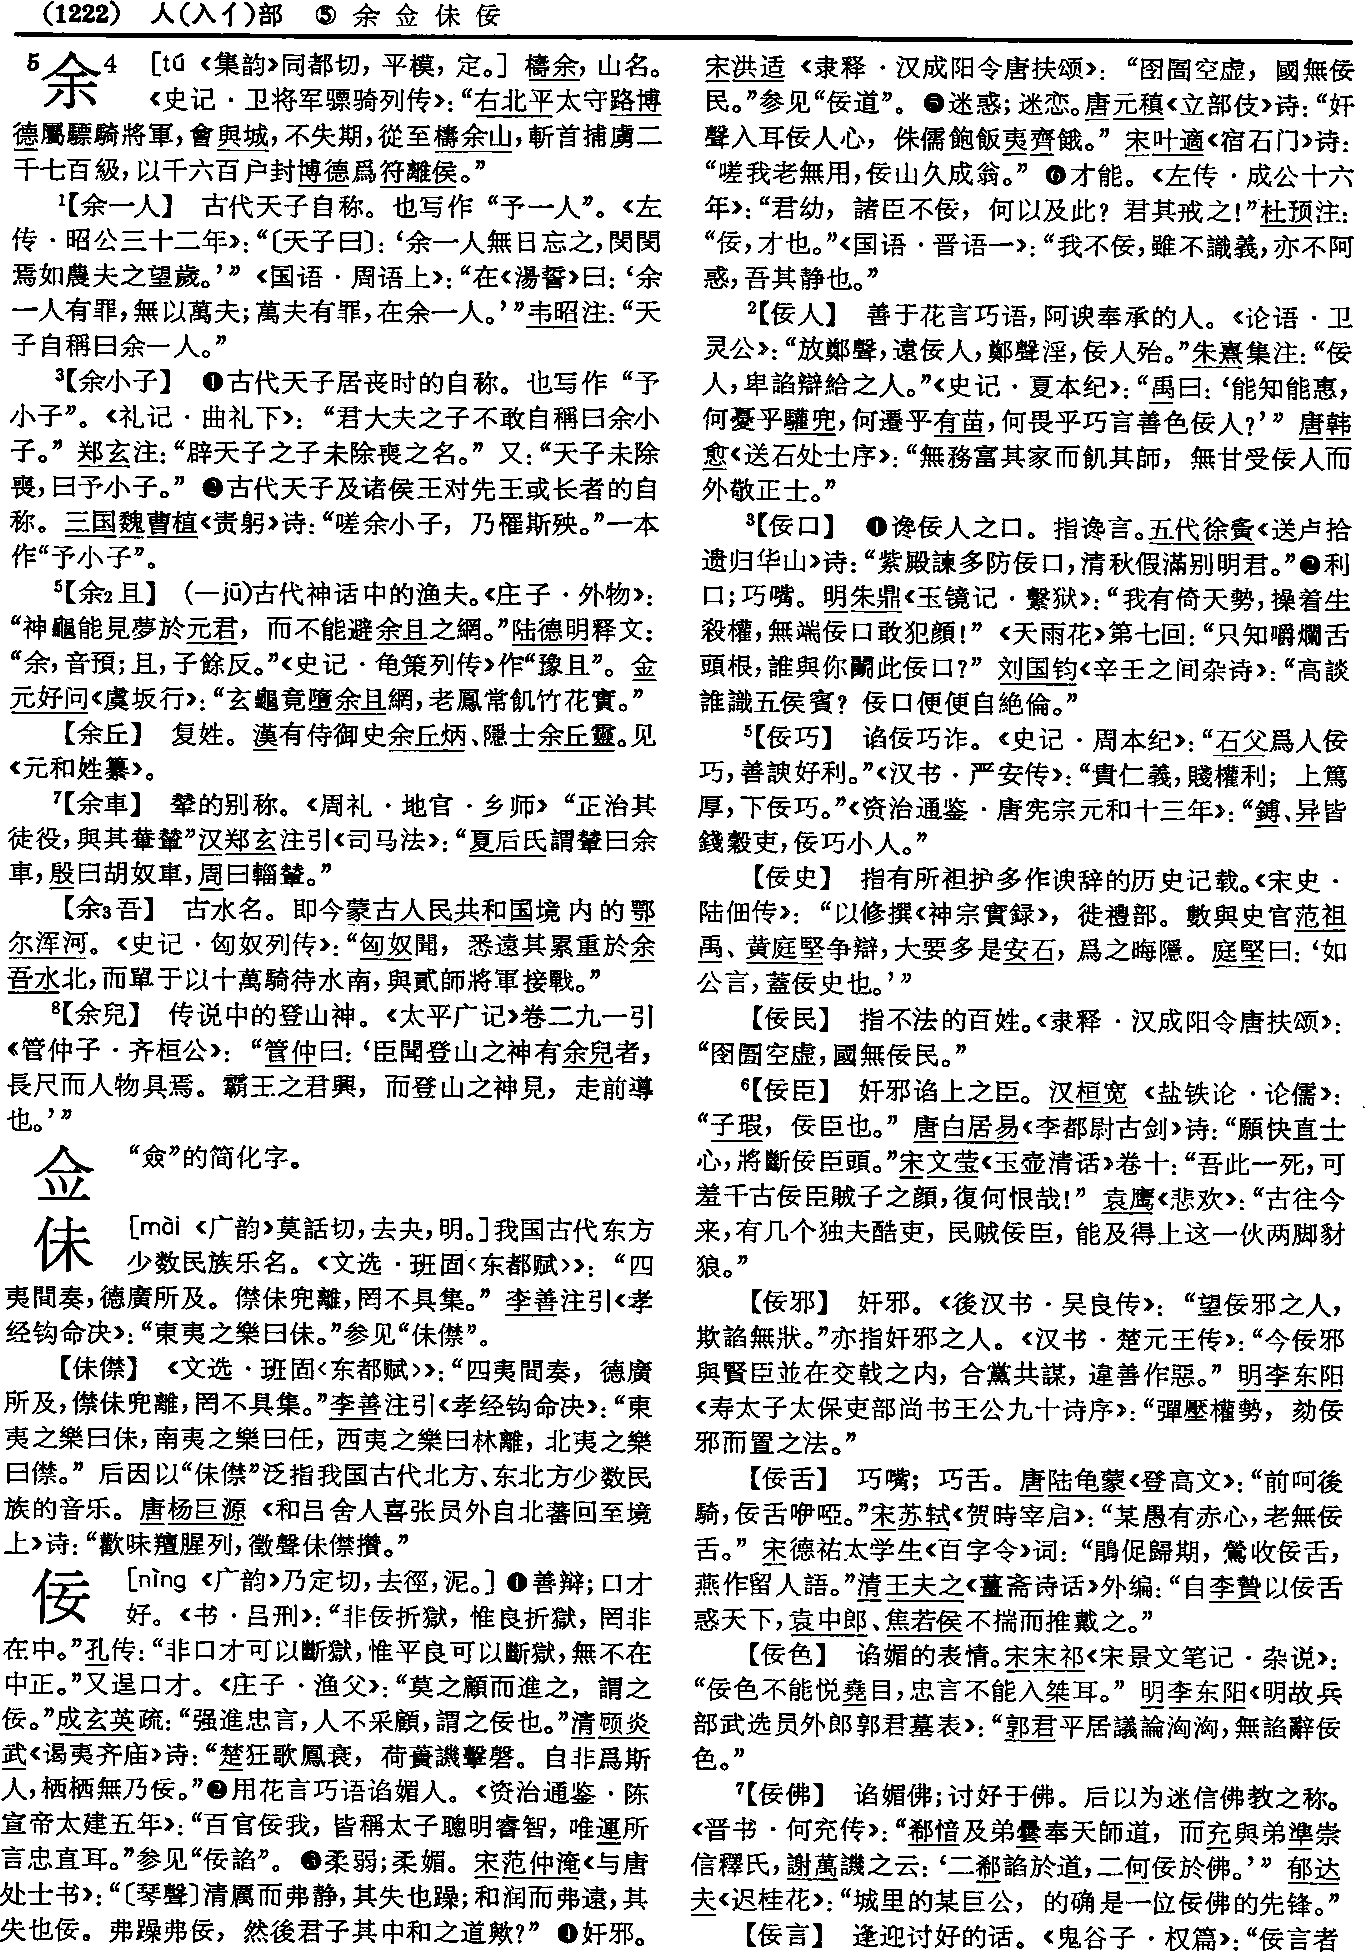 (1222) 人(入亻)部 ⑤ 余佥佅佞
5余4 [tú 《集韵》同都切，平模，定。] 檮余，山名。
《史记·卫将军骠骑列传》：“右北平太守路博
德屬驃騎將軍，會與城，不失期，從至檮余山，斬首捕虜二
千七百級，以千六百户封博德爲符離侯。”
1【余一人】 古代天子自称。也写作“予一人”。《左
传·昭公三十二年》：“〔天子曰〕：‘余一人無日忘之，閔閔
焉如農夫之望歲。’”《国语·周语上》：“在《湯誓》曰：‘余
一人有罪，無以萬夫；萬夫有罪，在余一人。’”韦昭注：“天
子自稱曰余一人。”
3【余小子】 ❶古代天子居丧时的自称。也写作“予
小子”。《礼记·曲礼下》：“君大夫之子不敢自稱曰余小
子。”郑玄注：“辟天子之子未除喪之名。”又：“天子未除
喪，曰予小子。”❷古代天子及诸侯王对先王或长者的自
称。三国魏曹植《责躬》诗：“嗟余小子，乃罹斯殃。”一本
作“予小子”。
5【余2且】 (—jū)古代神话中的渔夫。《庄子·外物》：
“神龜能見夢於元君，而不能避余且之網。”陆德明释文：
“余，音預；且，子餘反。”《史记·龟策列传》作“豫且”。金
元好问《虞坂行》：“玄龜竟墮余且網，老鳳常飢竹花實。”
【余丘】 复姓。漢有侍御史余丘炳、隱士余丘靈。见
《元和姓纂》。
7【余車】 辇的别称。《周礼·地官·乡师》“正治其
徒役，與其輂輦”汉郑玄注引《司马法》：“夏后氏謂輦曰余
車，殷曰胡奴車，周曰輜輦。”
【余3吾】 古水名。即今蒙古人民共和国境内的鄂
尔浑河。《史记·匈奴列传》：“匈奴聞，悉遠其累重於余
吾水北，而單于以十萬騎待水南，與貳師將軍接戰。”
8【余兒】 传说中的登山神。《太平广记》卷二九一引
《管仲子·齐桓公》：“管仲曰：‘臣聞登山之神有余兒者，
長尺而人物具焉。霸王之君興，而登山之神見，走前導
也。’”
佥 “僉”的简化字。
佅 [mài 《广韵》莫話切，去夬，明。]我国古代东方
少数民族乐名。《文选·班固〈东都赋〉》：“四
夷間奏，德廣所及。僸佅兜離，罔不具集。”李善注引《孝
经钩命决》：“東夷之樂曰佅。”参见“佅僸”。
【佅僸】 《文选·班固〈东都赋〉》：“四夷間奏，德廣
所及，僸佅兜離，罔不具集。”李善注引《孝经钩命决》：“東
夷之樂曰佅，南夷之樂曰任，西夷之樂曰林離，北夷之樂
曰僸。”后因以“佅僸”泛指我国古代北方、东北方少数民
族的音乐。唐杨巨源《和吕舍人喜张员外自北蕃回至境
上》诗：“歡味羶腥列，徵聲佅僸攢。”
佞 [nìng 《广韵》乃定切，去徑，泥。] ❶善辩；口才
好。《书·吕刑》：“非佞折獄，惟良折獄，罔非
在中。”孔传：“非口才可以斷獄，惟平良可以斷獄，無不在
中正。”又逞口才。《庄子·渔父》：“莫之顧而進之，謂之
佞。”成玄英疏：“强進忠言，人不采顧，謂之佞也。”清顾炎
武《谒夷齐庙》诗：“楚狂歌鳳衰，荷蕢譏擊磬。自非爲斯
人，栖栖無乃佞。”❷用花言巧语谄媚人。《资治通鉴·陈
宣帝太建五年》：“百官佞我，皆稱太子聰明睿智，唯運所
言忠直耳。”参见“佞諂”。❸柔弱；柔媚。宋范仲淹《与唐
处士书》：“〔琴聲〕清厲而弗静，其失也躁；和润而弗遠，其
失也佞。弗躁弗佞，然後君子其中和之道歟？”❹奸邪。
宋洪适《隶释·汉成阳令唐扶颂》：“囹圄空虚，國無佞
民。”参见“佞道”。❺迷惑；迷恋。唐元稹《立部伎》诗：“奸
聲入耳佞人心，侏儒飽飯夷齊餓。”宋叶適《宿石门》诗：
“嗟我老無用，佞山久成翁。”❻才能。《左传·成公十六
年》：“君幼，諸臣不佞，何以及此？君其戒之！”杜预注：
“佞，才也。”《国语·晋语一》：“我不佞，雖不識義，亦不阿
惑，吾其静也。”
2【佞人】 善于花言巧语，阿谀奉承的人。《论语·卫
灵公》：“放鄭聲，遠佞人，鄭聲淫，佞人殆。”朱熹集注：“佞
人，卑諂辯給之人。”《史记·夏本纪》：“禹曰：‘能知能惠，
何憂乎驩兜，何遷乎有苗，何畏乎巧言善色佞人？’”唐韩
愈《送石处士序》：“無務富其家而飢其師，無甘受佞人而
外敬正士。”
3【佞口】 ❶谗佞人之口。指谗言。五代徐夤《送卢拾
遗归华山》诗：“紫殿諫多防佞口，清秋假滿别明君。”❷利
口；巧嘴。明朱鼎《玉镜记·繫狱》：“我有倚天勢，操着生
殺權，無端佞口敢犯顔！”《天雨花》第七回：“只知嚼爛舌
頭根，誰與你鬭此佞口？”刘国钧《辛壬之间杂诗》：“高談
誰識五侯賓？佞口便便自絶倫。”
5【佞巧】 谄佞巧诈。《史记·周本纪》：“石父爲人佞
巧，善諛好利。”《汉书·严安传》：“貴仁義，賤權利；上篤
厚，下佞巧。”《资治通鉴·唐宪宗元和十三年》：“鎛、异皆
錢穀吏，佞巧小人。”
【佞史】 指有所袒护多作谀辞的历史记载。《宋史·
陆佃传》：“以修撰《神宗實録》，徙禮部。數與史官范祖
禹、黄庭堅争辯，大要多是安石，爲之晦隱。庭堅曰：‘如
公言，蓋佞史也。’”
【佞民】 指不法的百姓。《隶释·汉成阳令唐扶颂》：
“囹圄空虚，國無佞民。”
6【佞臣】 奸邪谄上之臣。汉桓宽《盐铁论·论儒》：
“子瑕，佞臣也。”唐白居易《李都尉古剑》诗：“願快直士
心，將斷佞臣頭。”宋文莹《玉壶清话》卷十：“吾此一死，可
羞千古佞臣賊子之顔，復何恨哉！”袁鹰《悲欢》：“古往今
来，有几个独夫酷吏，民贼佞臣，能及得上这一伙两脚豺
狼。”
【佞邪】 奸邪。《後汉书·吴良传》：“望佞邪之人，
欺諂無狀。”亦指奸邪之人。《汉书·楚元王传》：“今佞邪
與賢臣並在交戟之内，合黨共謀，違善作惡。”明李东阳
《寿太子太保吏部尚书王公九十诗序》：“彈壓權勢，劾佞
邪而置之法。”
【佞舌】 巧嘴；巧舌。唐陆龟蒙《登高文》：“前呵後
騎，佞舌咿啞。”宋苏轼《贺時宰启》：“某愚有赤心，老無佞
舌。”宋德祐太学生《百字令》词：“鵑促歸期，鶯收佞舌，
燕作留人語。”清王夫之《薑斋诗话》外编：“自李贄以佞舌
惑天下，袁中郎、焦若侯不揣而推戴之。”
【佞色】 谄媚的表情。宋宋祁《宋景文笔记·杂说》：
“佞色不能悦堯目，忠言不能入桀耳。”明李东阳《明故兵
部武选员外郎郭君墓表》：“郭君平居議論洶洶，無諂辭佞
色。”
7【佞佛】 谄媚佛；讨好于佛。后以为迷信佛教之称。
《晋书·何充传》：“郗愔及弟曇奉天師道，而充與弟準崇
信釋氏，謝萬譏之云：‘二郗諂於道，二何佞於佛。’”郁达
夫《迟桂花》：“城里的某巨公，的确是一位佞佛的先锋。”
【佞言】 逢迎讨好的话。《鬼谷子·权篇》：“佞言者